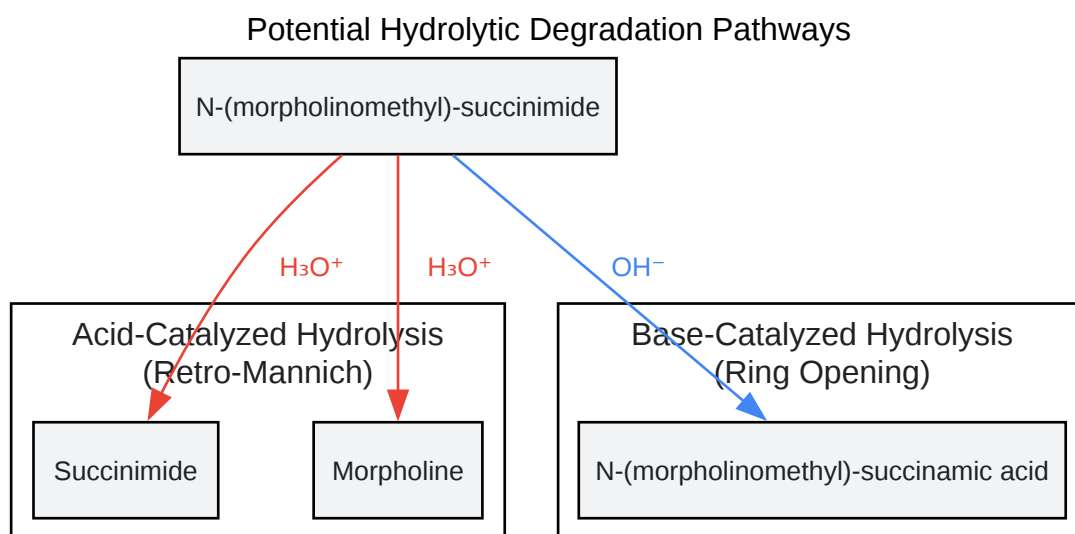 Potential Hydrolytic Degradation Pathways
N-(morpholinomethyl)-succinimide
H₃O⁺
H₃O⁺
OH⁻
Acid-Catalyzed Hydrolysis
(Retro-Mannich)
Base-Catalyzed Hydrolysis
(Ring Opening)
Succinimide
Morpholine
N-(morpholinomethyl)-succinamic acid